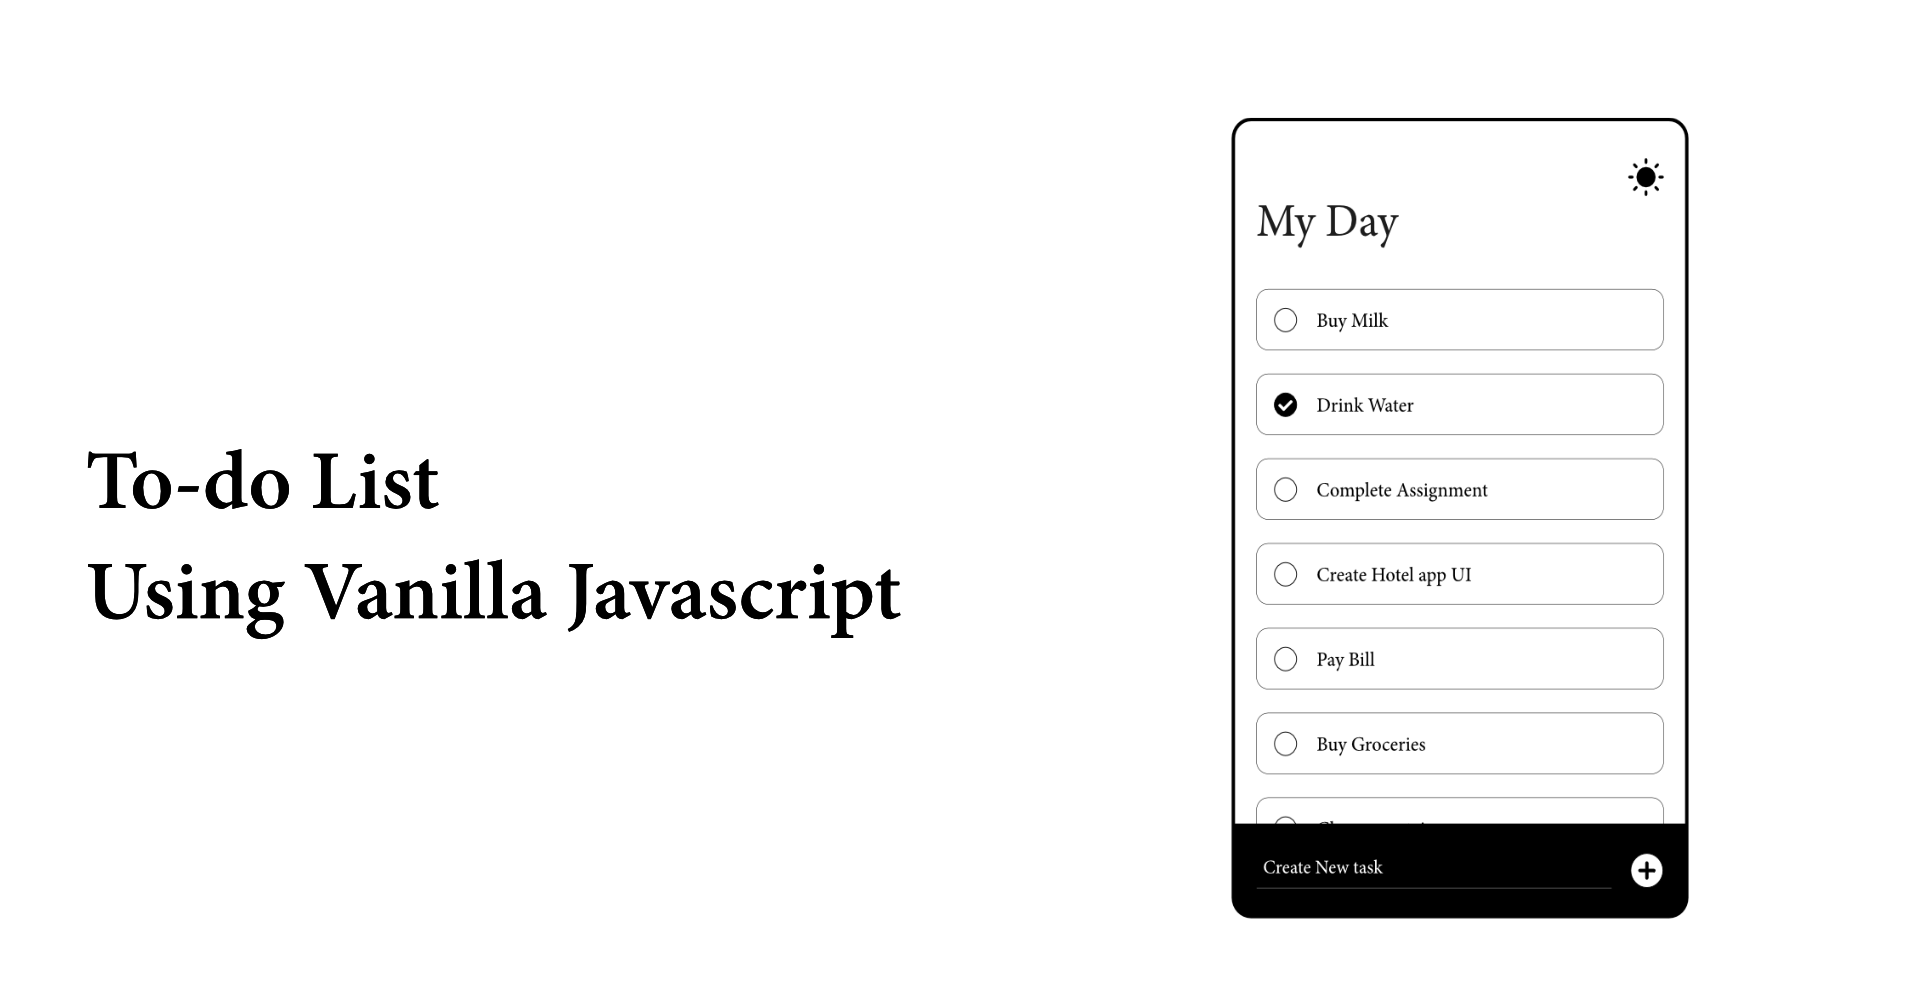 To-do List
Using Vanilla Javascript
My Day
Buy Milk
Drink Water
Complete Assignment
Create Hotel app UI
Pay Bill
Buy Groceries
Create New task